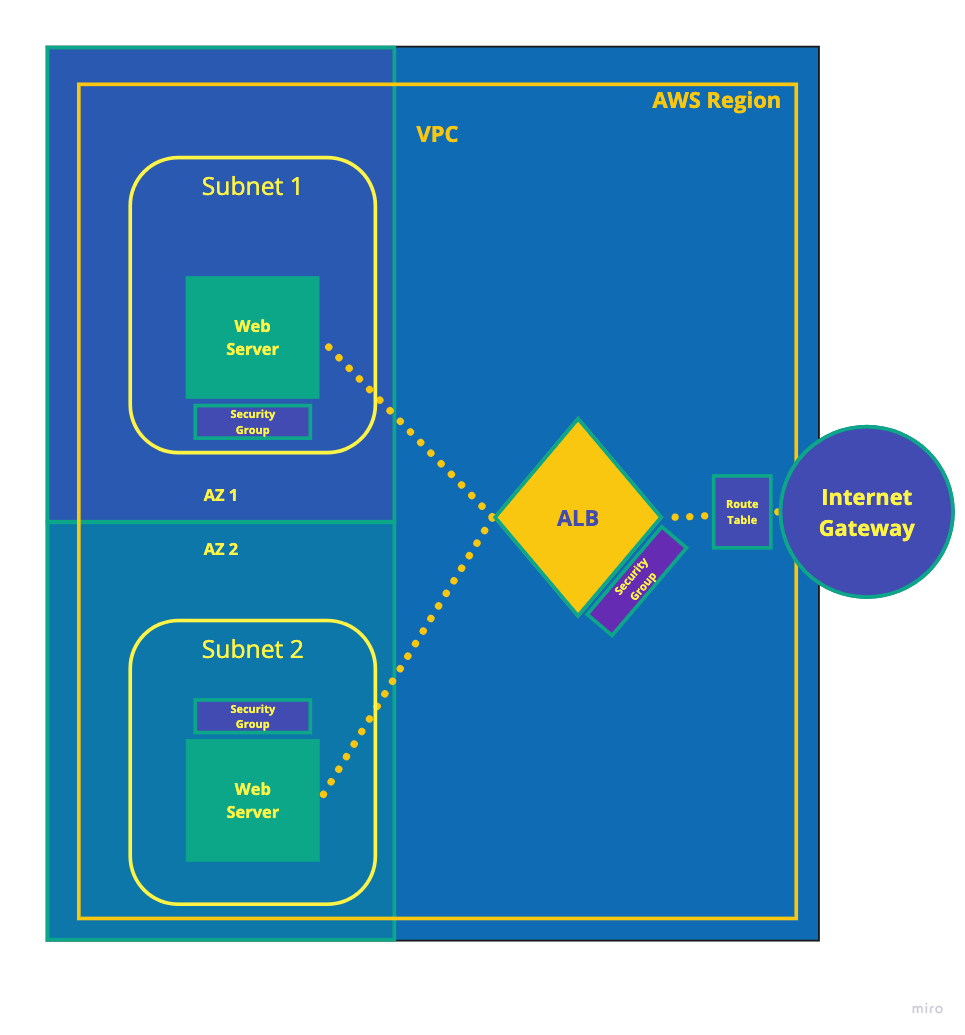 AWS Region
VPC
Subnet 1
Web
Server
Security
Group
AZ 1
AZ 2
Subnet 2
Security
Group
Web
Server
ALB
Security
Group
Route
Table
Internet
Gateway
miro